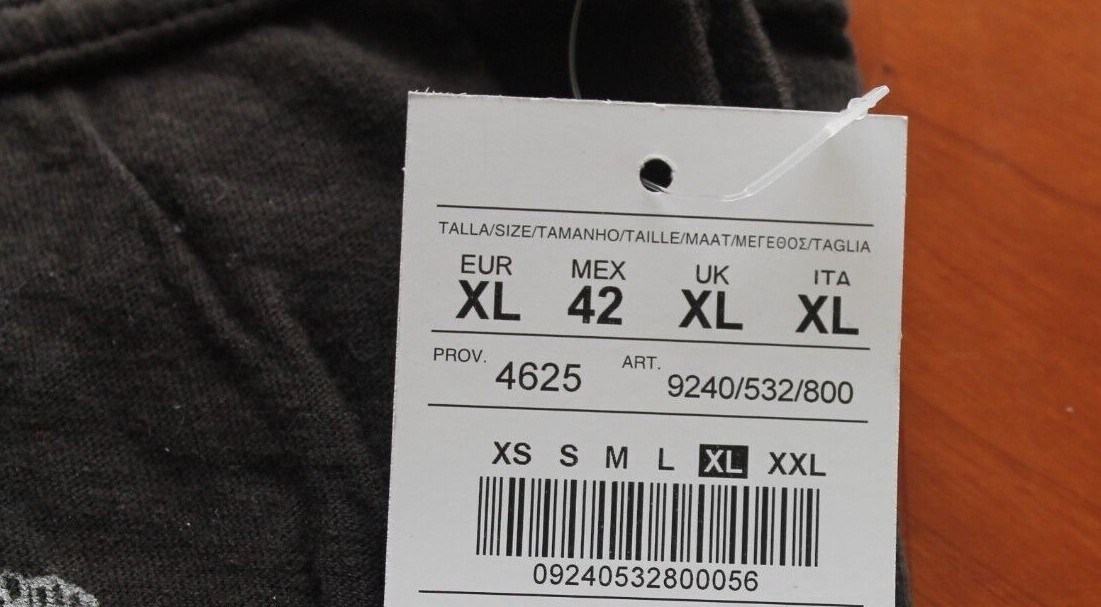 TALLA/SIZE/TAMANHO/TAILLE/MAAT/ΜΕΓΕΘΟΣ/TAGLIA
EUR MEX UK ITA
XL 42 XL XL
PROV. 4625 ART. 9240/532/800
XS S M L XL XXL
09240532800056